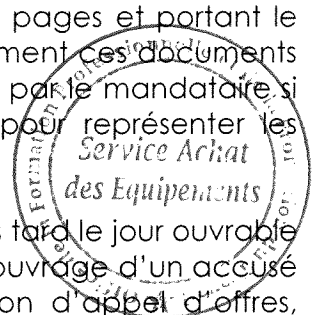 pages et portant le
ment ces documents
par le mandataire si
pour représenter les
Service Achat
des Equipements
s tard le jour ouvrable
ouvrage d'un accusé
on d'appel d'offres,